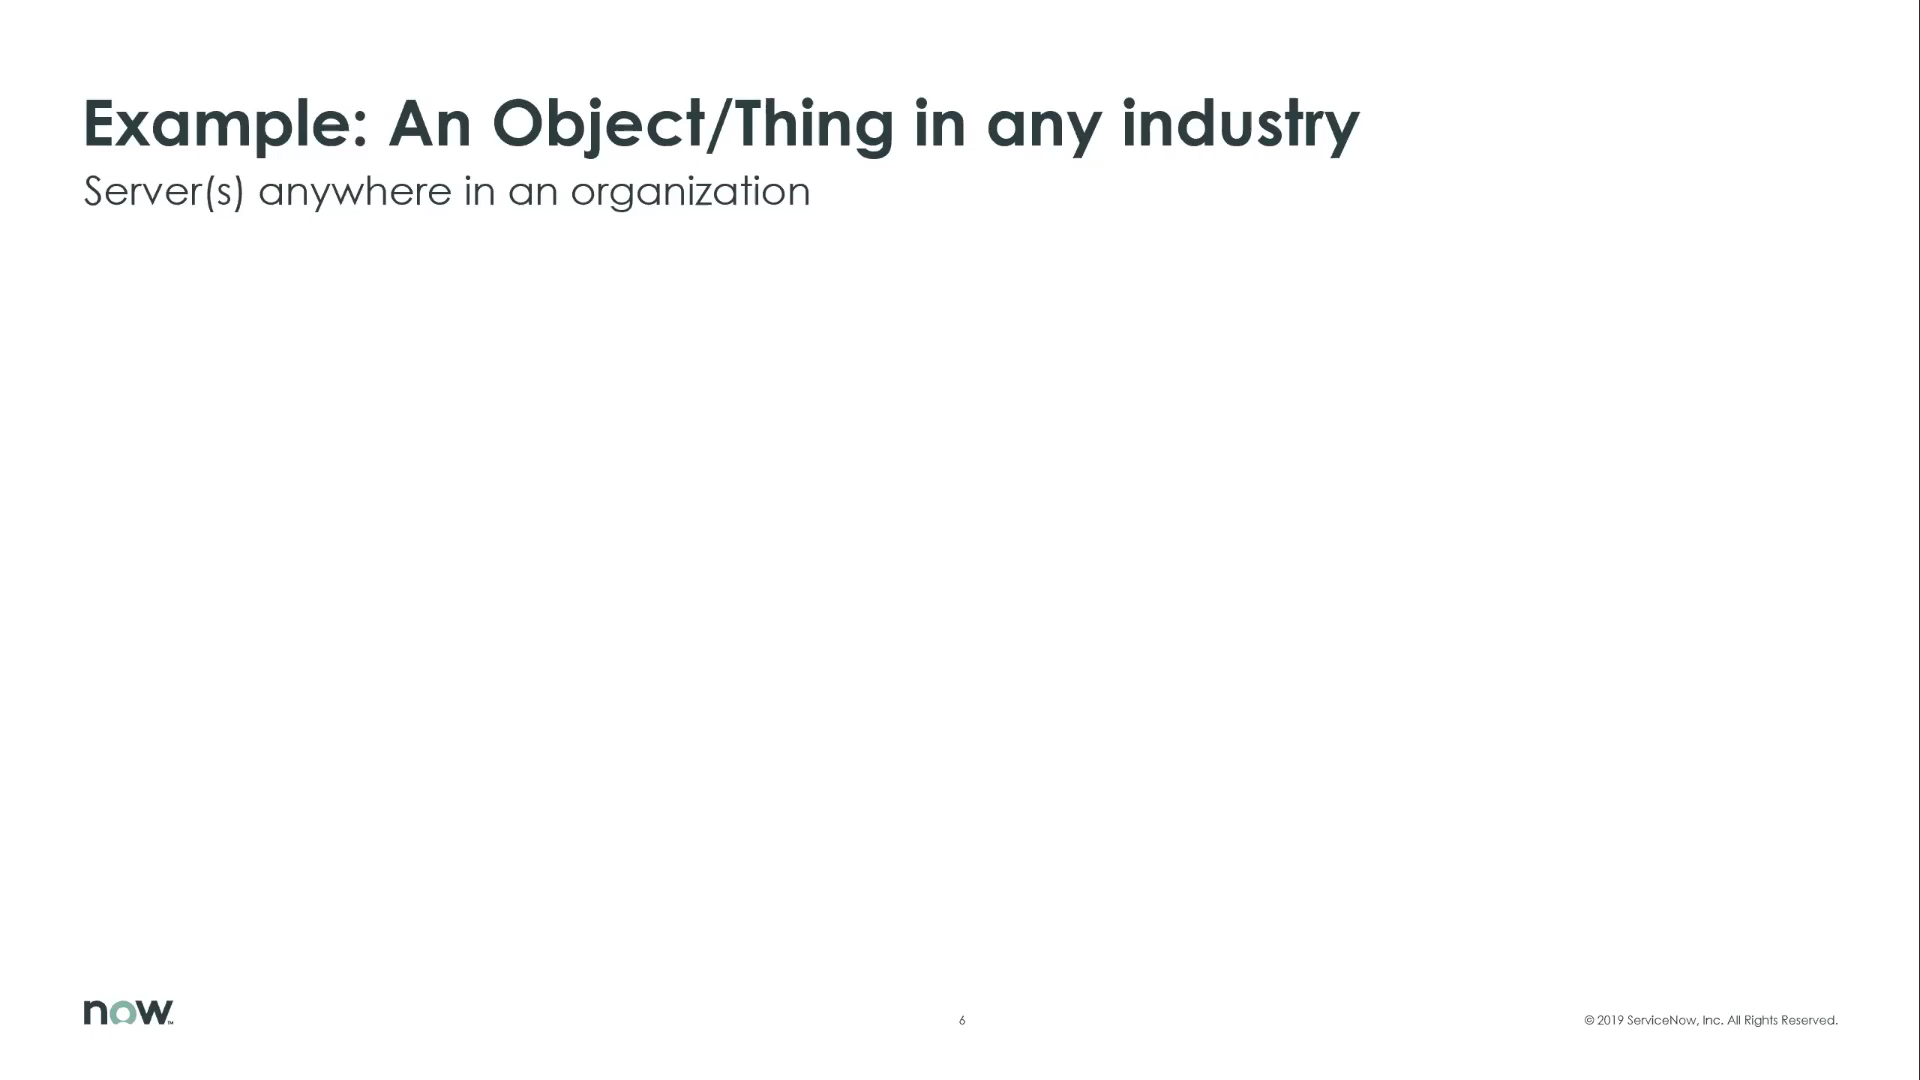 Example: An Object/Thing in any industry
Server(s) anywhere in an organization
now™
6
© 2019 ServiceNow, Inc. All Rights Reserved.